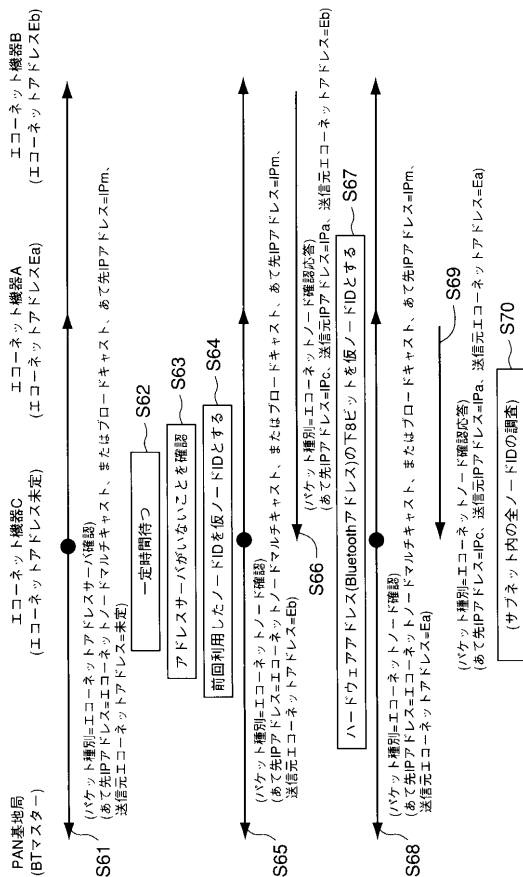 PAN基地局
(BTマスター)
エコーネット機器C
(エコーネットアドレス未定)
エコーネット機器A
(エコーネットアドレスEa)
エコーネット機器B
(エコーネットアドレスEb)
S61
(パケット種別=エコーネットアドレスサーバ確認)
(あて先IPアドレス=エコーネットノードマルチキャスト、またはブロードキャスト、あて先IPアドレス=IPm、
送信元エコーネットアドレス=未定)
一定時間待つ
S62
アドレスサーバがいないことを確認
S63
前回利用したノードIDを仮ノードIDとする
S64
S65
(パケット種別=エコーネットノード確認)
(あて先IPアドレス=エコーネットノードマルチキャスト、またはブロードキャスト、あて先IPアドレス=IPm、
送信元エコーネットアドレス=Eb)
S66
(パケット種別=エコーネットノード確認応答)
(あて先IPアドレス=IPc、送信元IPアドレス=IPa、送信元エコーネットアドレス=Eb)
ハードウェアアドレス(Bluetoothアドレス)の下8ビットを仮ノードIDとする
S67
S68
(パケット種別=エコーネットノード確認)
(あて先IPアドレス=エコーネットノードマルチキャスト、またはブロードキャスト、あて先IPアドレス=IPm、
送信元エコーネットアドレス=Ea)
S69
(パケット種別=エコーネットノード確認応答)
(あて先IPアドレス=IPc、送信元IPアドレス=IPa、送信元エコーネットアドレス=Ea)
(サブネット内の全ノードIDの調査)
S70